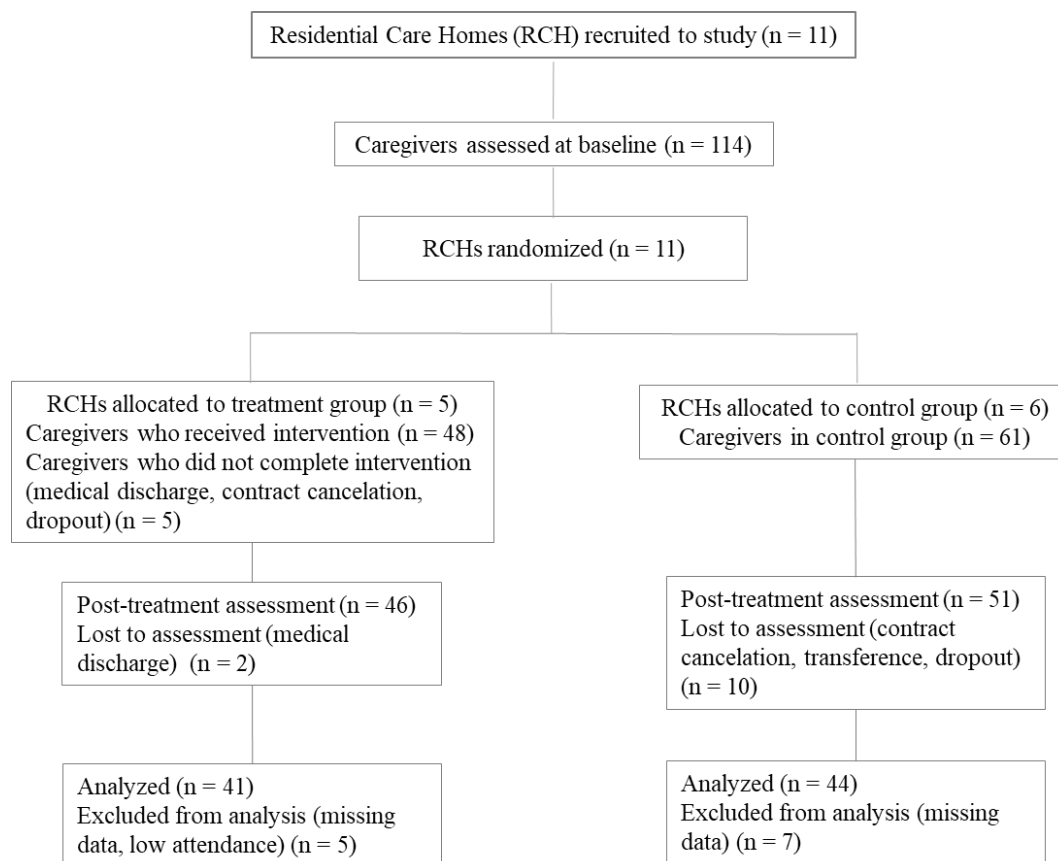 Residential Care Homes (RCH) recruited to study (n = 11)
Caregivers assessed at baseline (n = 114)
RCHs randomized (n = 11)
RCHs allocated to treatment group (n = 5)
Caregivers who received intervention (n = 48)
Caregivers who did not complete intervention
(medical discharge, contract cancelation,
dropout) (n = 5)
RCHs allocated to control group (n = 6)
Caregivers in control group (n = 61)
Post-treatment assessment (n = 46)
Lost to assessment (medical
discharge) (n = 2)
Post-treatment assessment (n = 51)
Lost to assessment (contract
cancelation, transference, dropout)
(n = 10)
Analyzed (n = 41)
Excluded from analysis (missing
data, low attendance) (n = 5)
Analyzed (n = 44)
Excluded from analysis (missing
data) (n = 7)